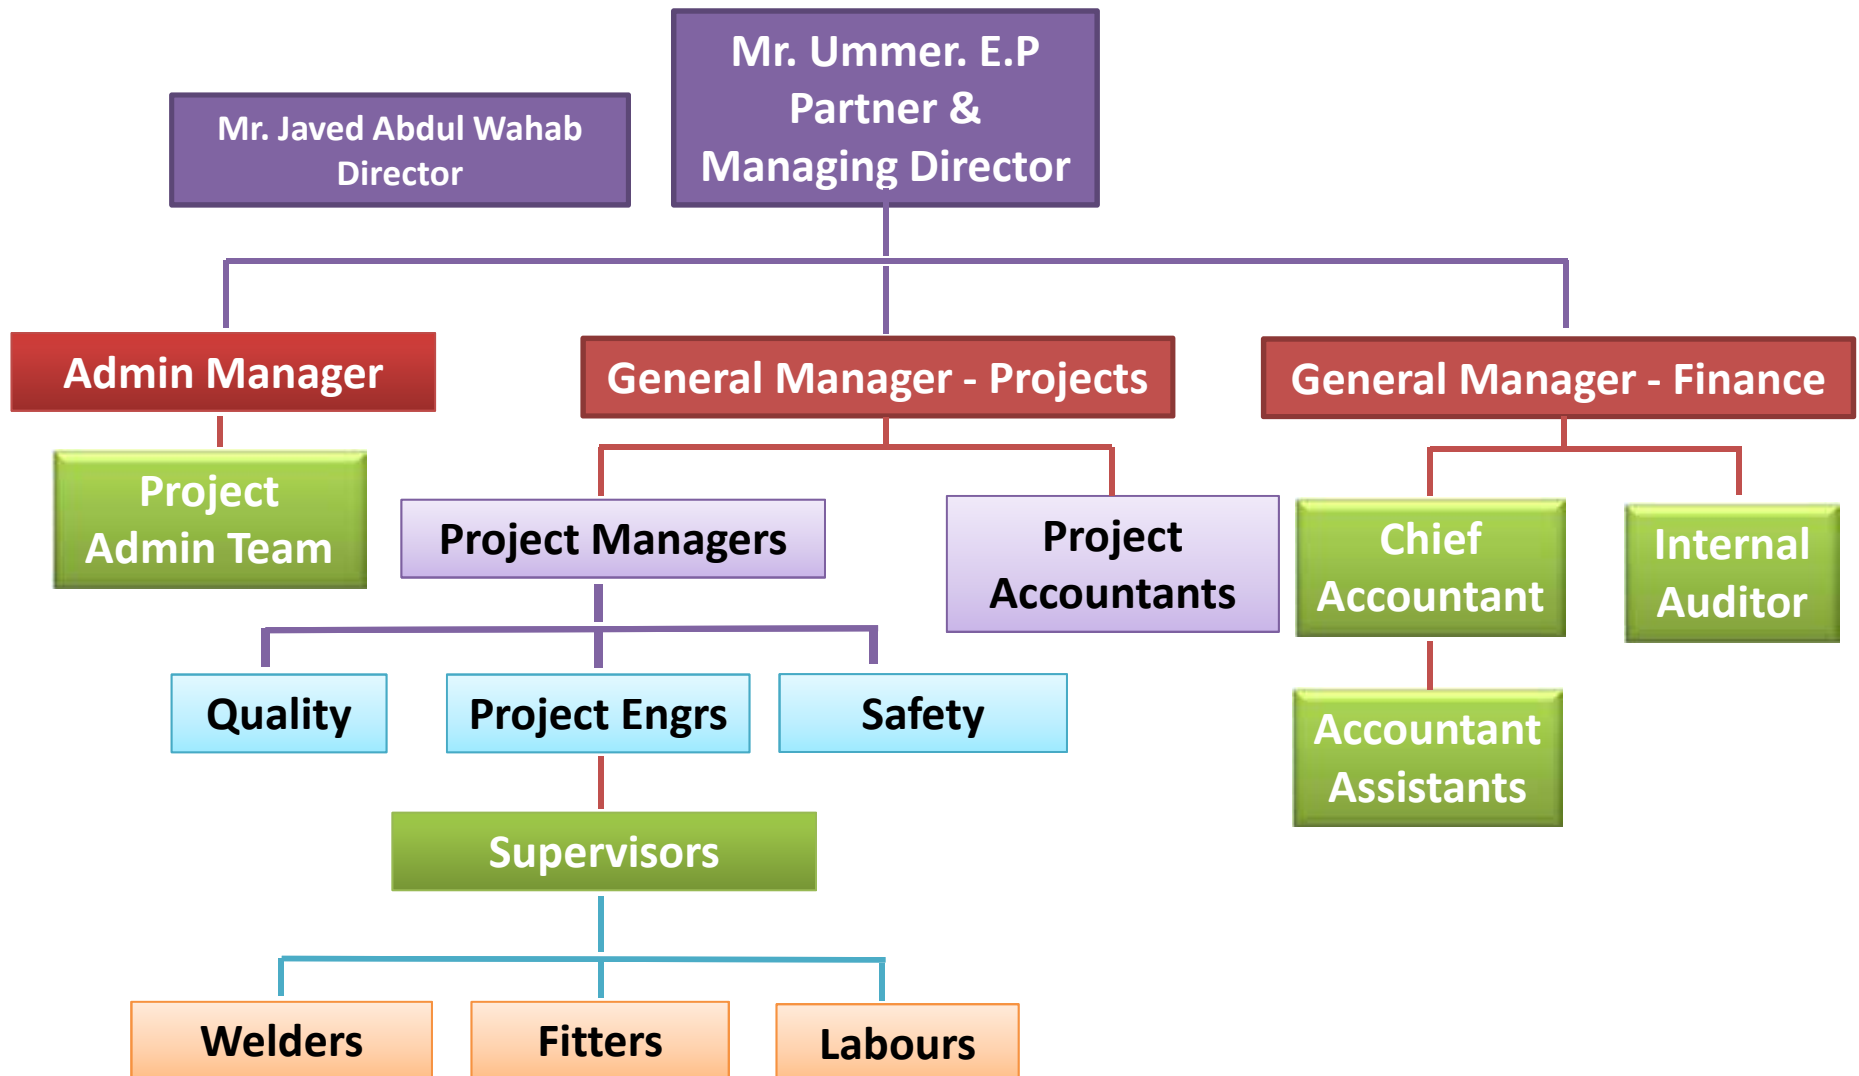 Mr. Ummer. E.P
Partner &
Managing Director
Mr. Javed Abdul Wahab
Director
Admin Manager
General Manager - Projects
General Manager - Finance
Project
Admin Team
Project Managers
Project
Accountants
Chief
Accountant
Internal
Auditor
Quality
Project Engrs
Safety
Accountant
Assistants
Supervisors
Welders
Fitters
Labours